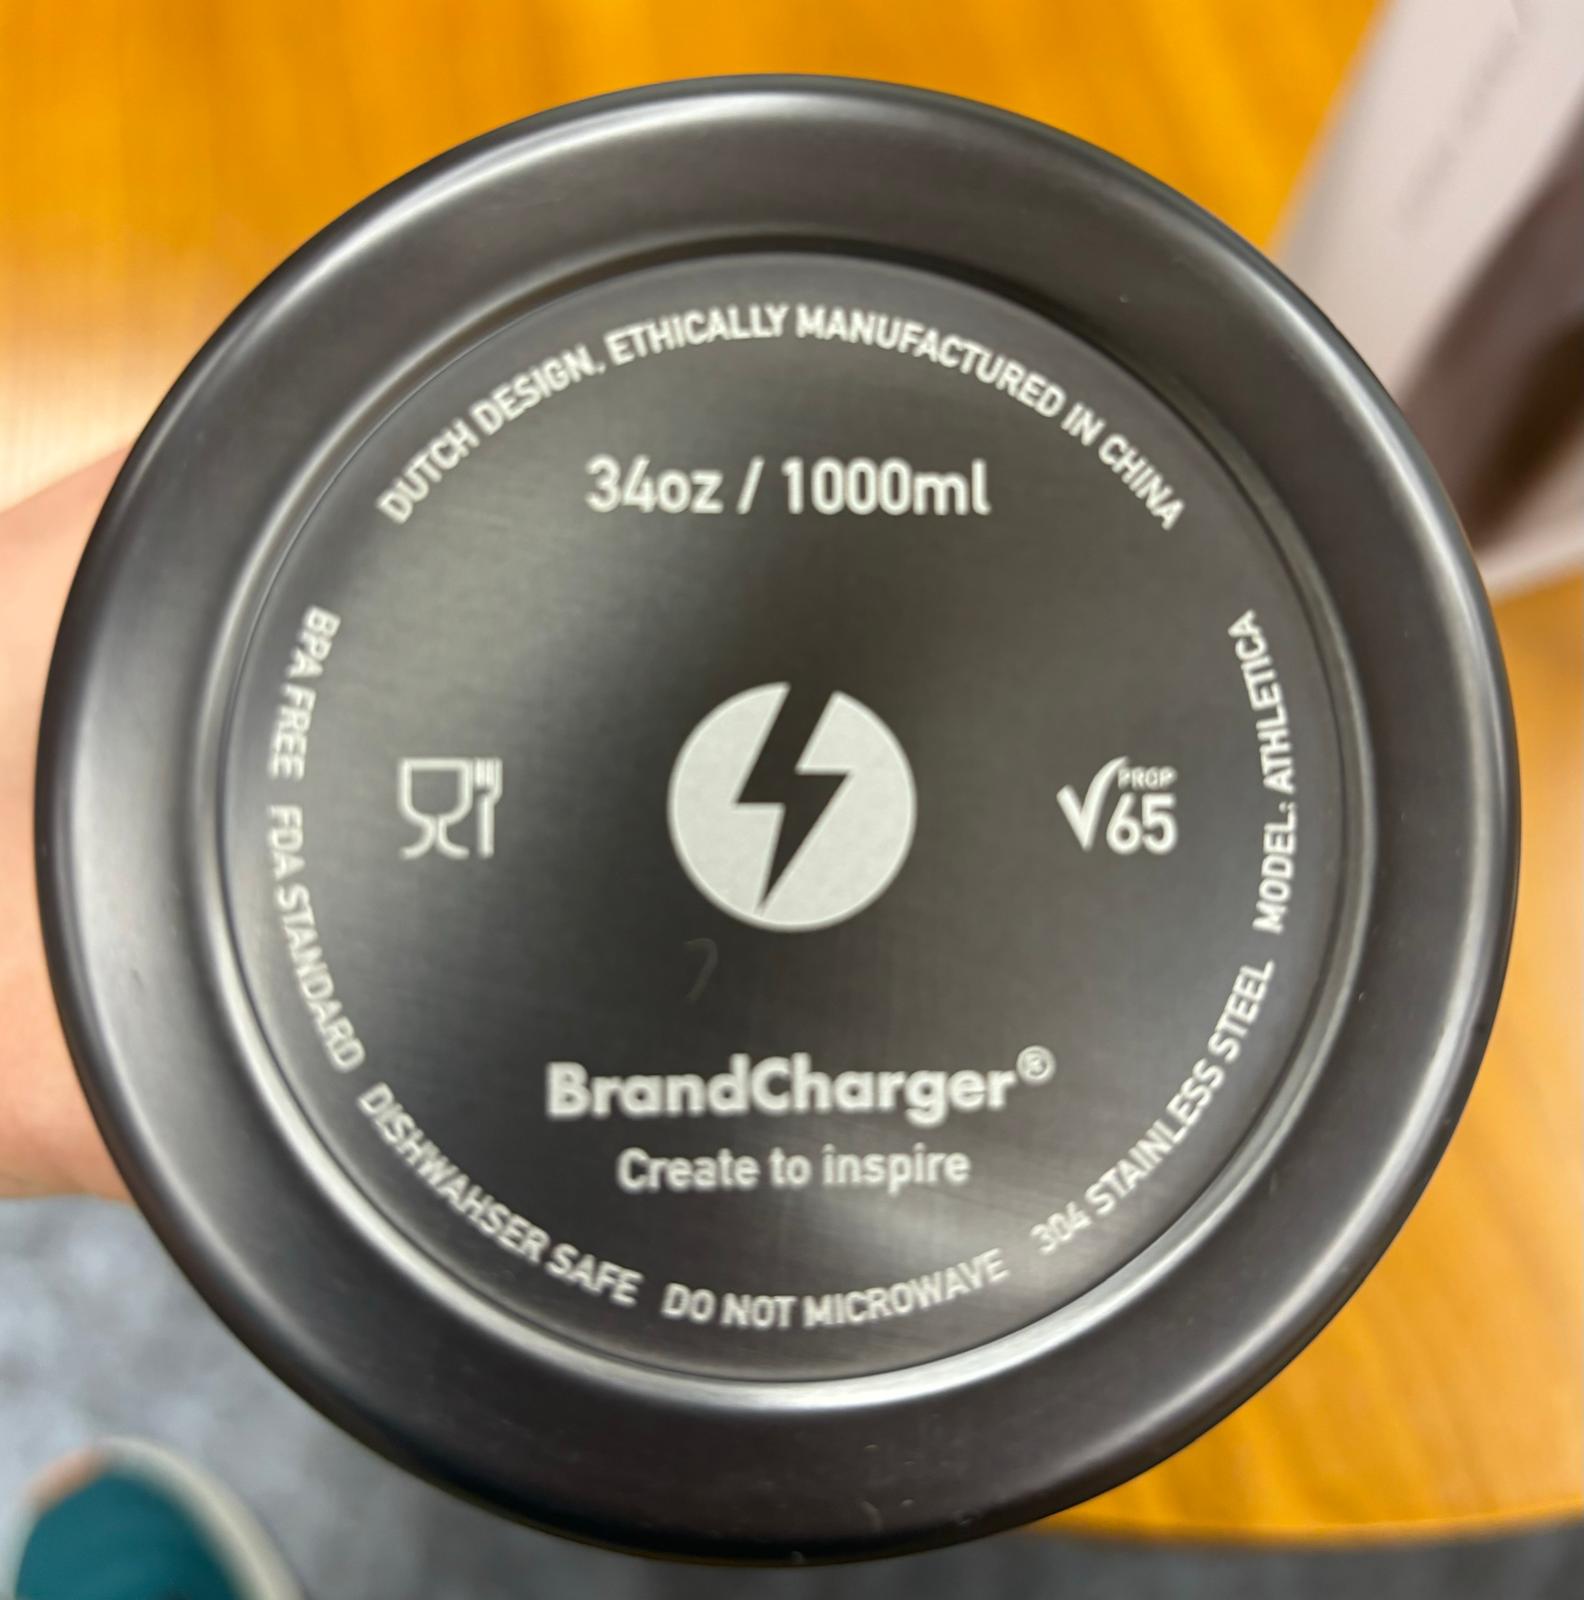 DUTCH DESIGN, ETHICALLY MANUFACTURED IN CHINA
34oz / 1000ml
PROP
65
BrandCharger®
Create to inspire
BPA FREE FDA STANDARD DISHWAHSER SAFE DO NOT MICROWAVE 304 STAINLESS STEEL MODEL: ATHLETICA